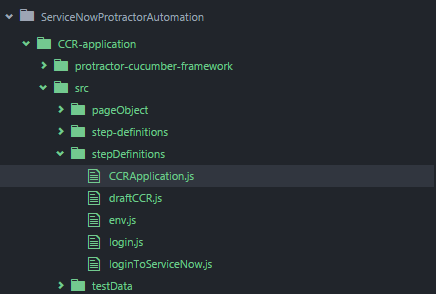 ServiceNowProtractorAutomation
CCR-application
protractor-cucumber-framework
src
pageObject
step-definitions
stepDefinitions
CCRApplication.js
draftCCR.js
env.js
login.js
loginToServiceNow.js
testData